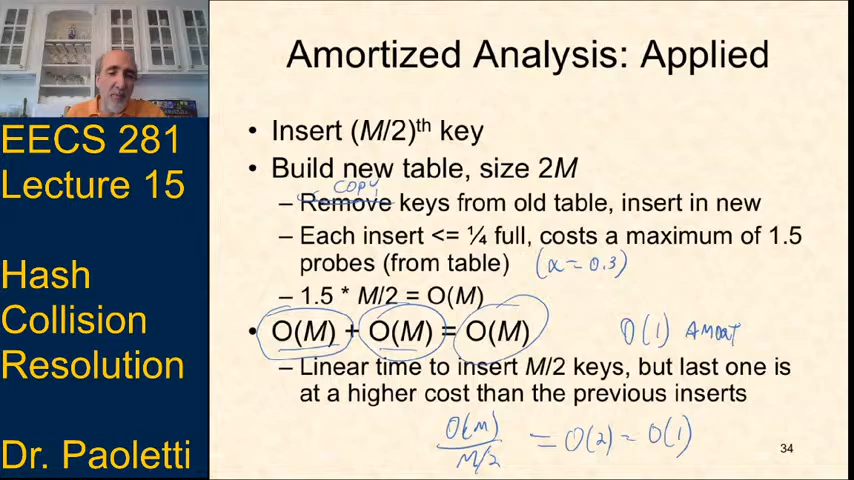 EECS 281
Lecture 15
Hash
Collision
Resolution
Dr. Paoletti
Amortized Analysis: Applied
• Insert (M/2)th key
• Build new table, size 2M
copy
– Remove keys from old table, insert in new
– Each insert <= ¼ full, costs a maximum of 1.5
probes (from table) (α = 0.3)
– 1.5 * M/2 = O(M)
• O(M) + O(M) = O(M) O(1) Amort
– Linear time to insert M/2 keys, but last one is
at a higher cost than the previous inserts
O(M)
M/2
= O(2) = O(1)
34